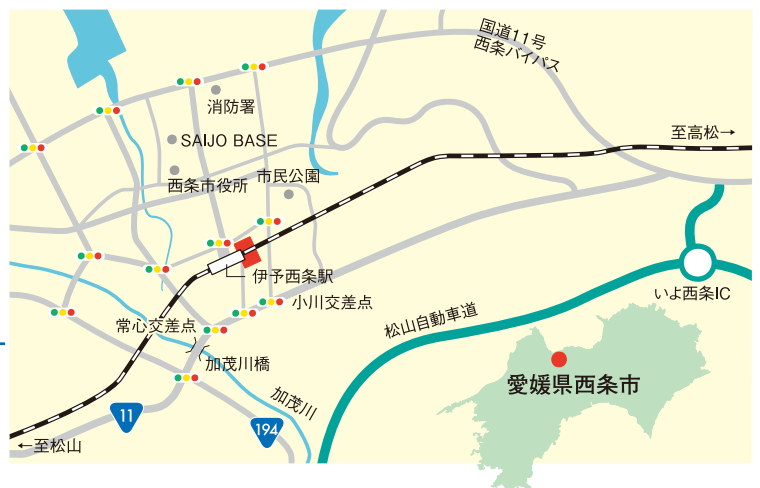 国道11号
西条バイパス
消防署
至高松→
SAIJO BASE
西条市役所
市民公園
伊予西条駅
いよ西条IC
小川交差点
松山自動車道
常心交差点
加茂川橋
愛媛県西条市
加茂川
11
194
←至松山